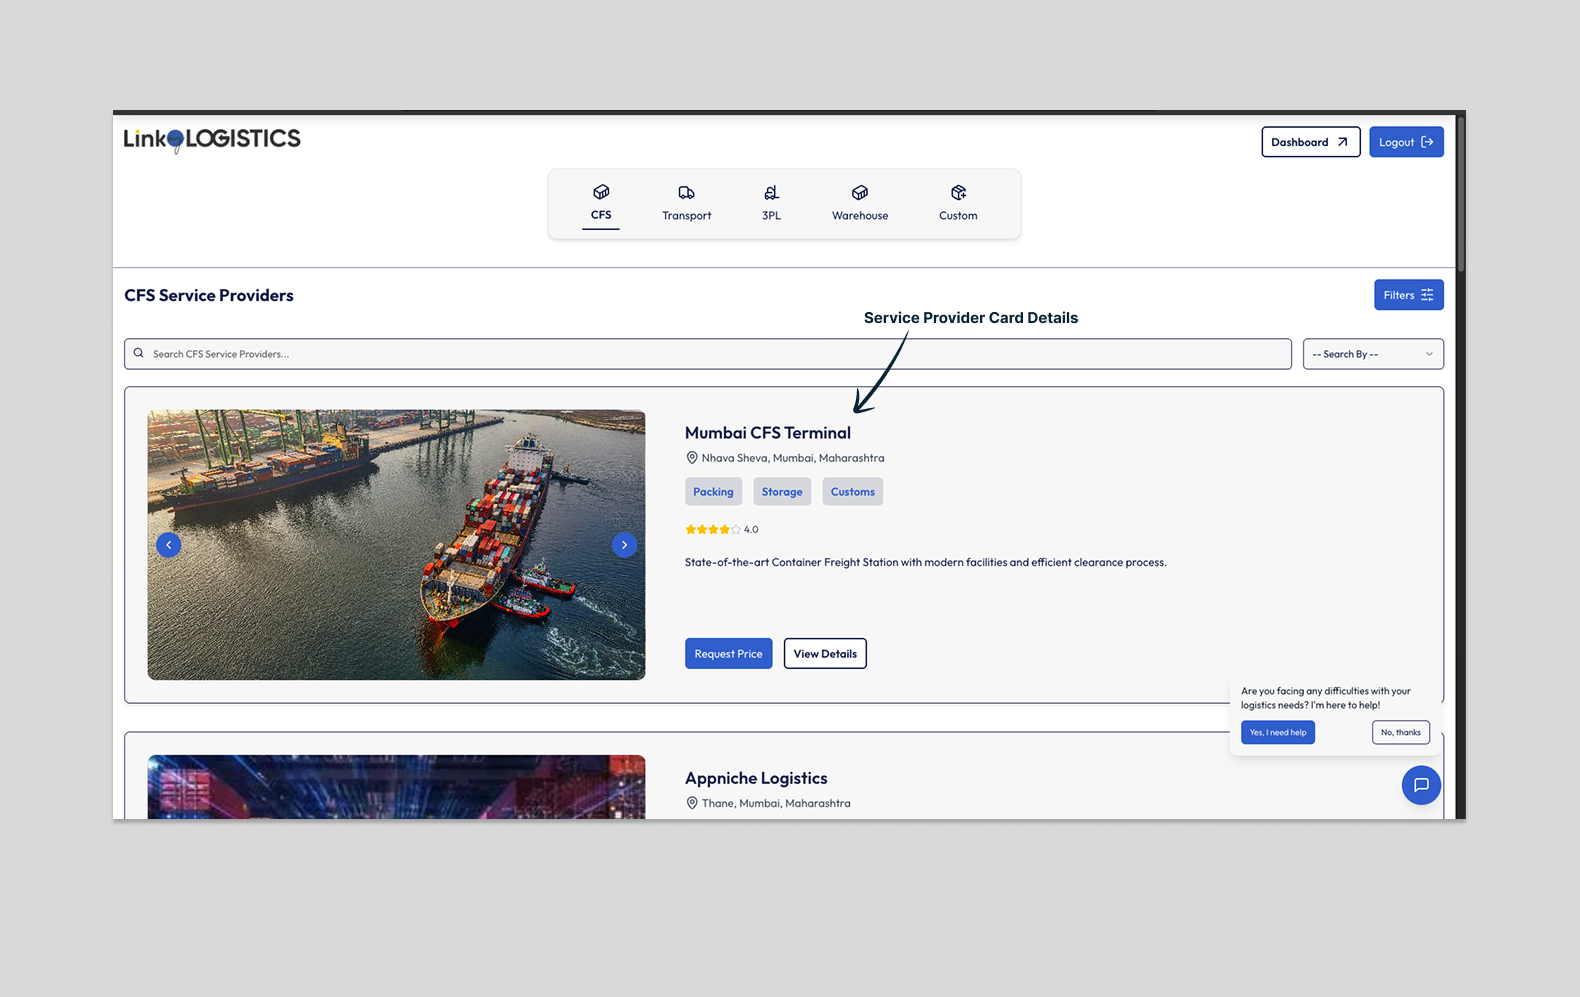 LinkmyLOGISTICS
Dashboard
Logout
CFS
Transport
3PL
Warehouse
Custom
CFS Service Providers
Filters
Service Provider Card Details
Search CFS Service Providers...
-- Search By --
Mumbai CFS Terminal
Nhava Sheva, Mumbai, Maharashtra
Packing
Storage
Customs
4.0
State-of-the-art Container Freight Station with modern facilities and efficient clearance process.
Request Price
View Details
Are you facing any difficulties with your
logistics needs? I'm here to help!
Yes, I need help
No, thanks
Appniche Logistics
Thane, Mumbai, Maharashtra